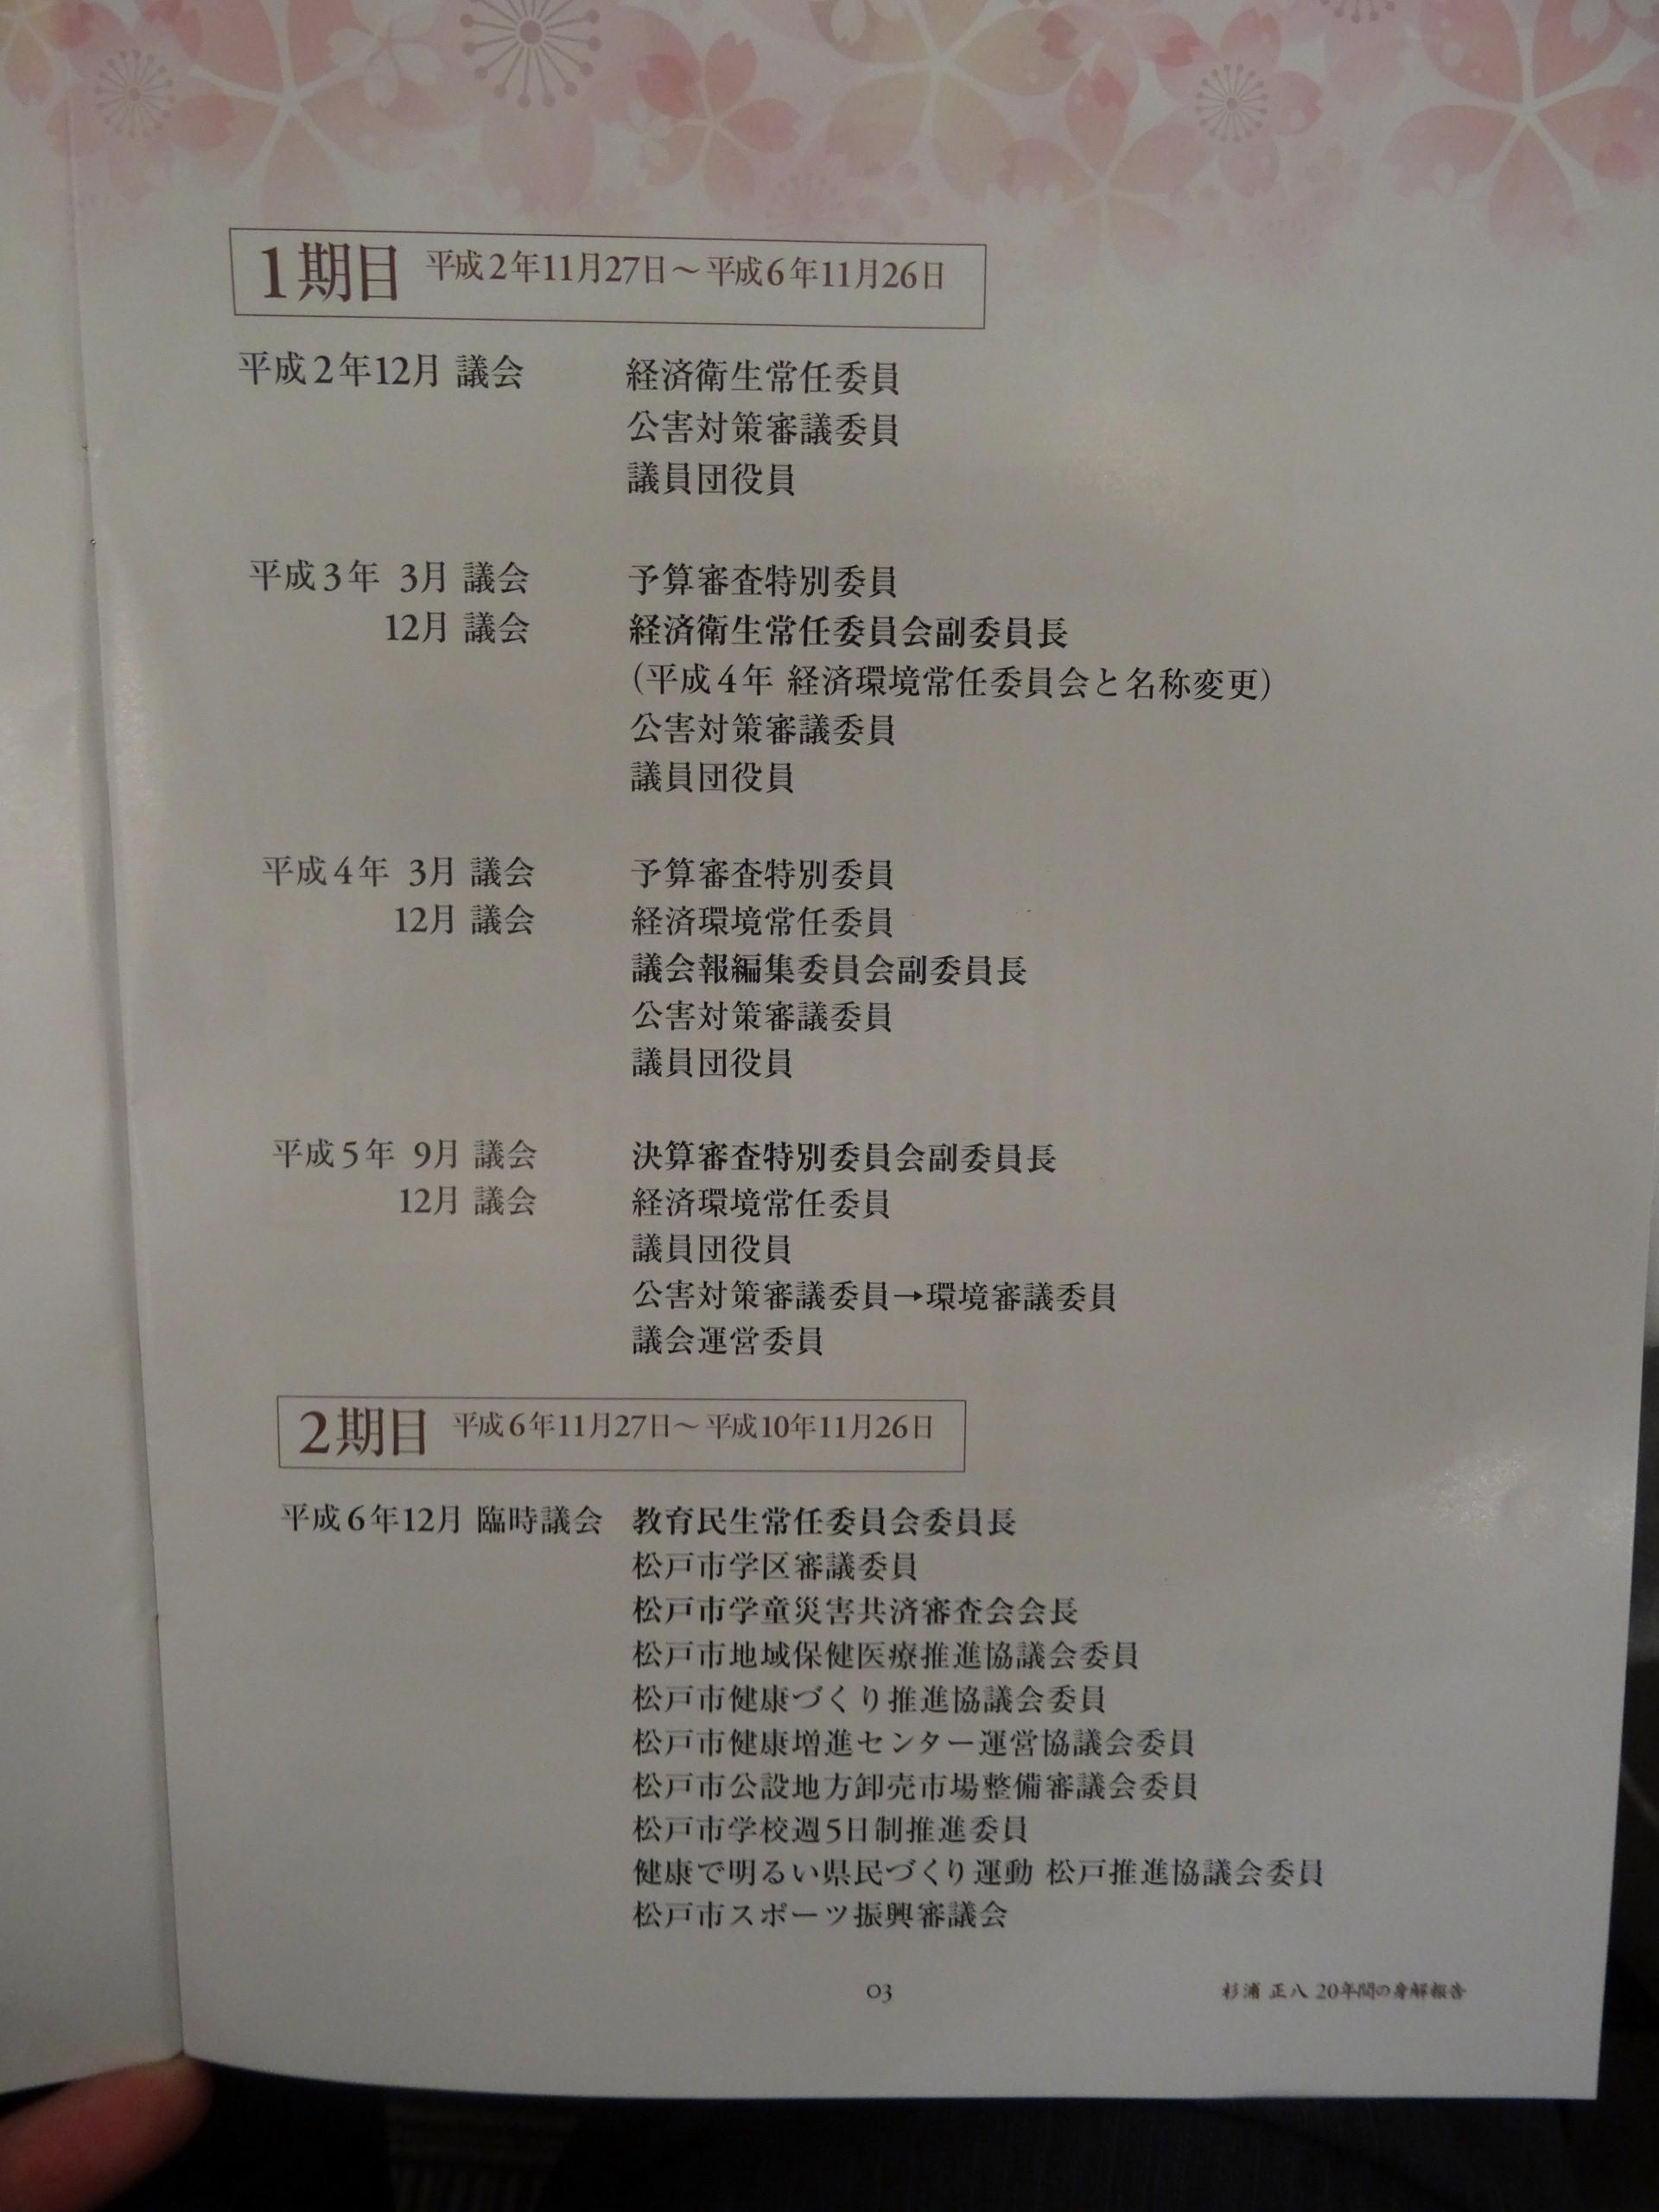 1期目 平成2年11月27日～平成6年11月26日
平成2年12月 議会 経済衛生常任委員
公害対策審議委員
議員団役員
平成3年 3月 議会 予算審査特別委員
12月 議会 経済衛生常任委員会副委員長
（平成4年 経済環境常任委員会と名称変更）
公害対策審議委員
議員団役員
平成4年 3月 議会 予算審査特別委員
12月 議会 経済環境常任委員
議会報編集委員会副委員長
公害対策審議委員
議員団役員
平成5年 9月 議会 決算審査特別委員会副委員長
12月 議会 経済環境常任委員
議員団役員
公害対策審議委員→環境審議委員
議会運営委員
2期目 平成6年11月27日～平成10年11月26日
平成6年12月 臨時議会 教育民生常任委員会委員長
松戸市学区審議委員
松戸市学童災害共済審査会会長
松戸市地域保健医療推進協議会委員
松戸市健康づくり推進協議会委員
松戸市健康増進センター運営協議会委員
松戸市公設地方卸売市場整備審議会委員
松戸市学校週5日制推進委員
健康で明るい県民づくり運動 松戸推進協議会委員
松戸市スポーツ振興審議会
03
杉浦 正八 20年間の身解報告